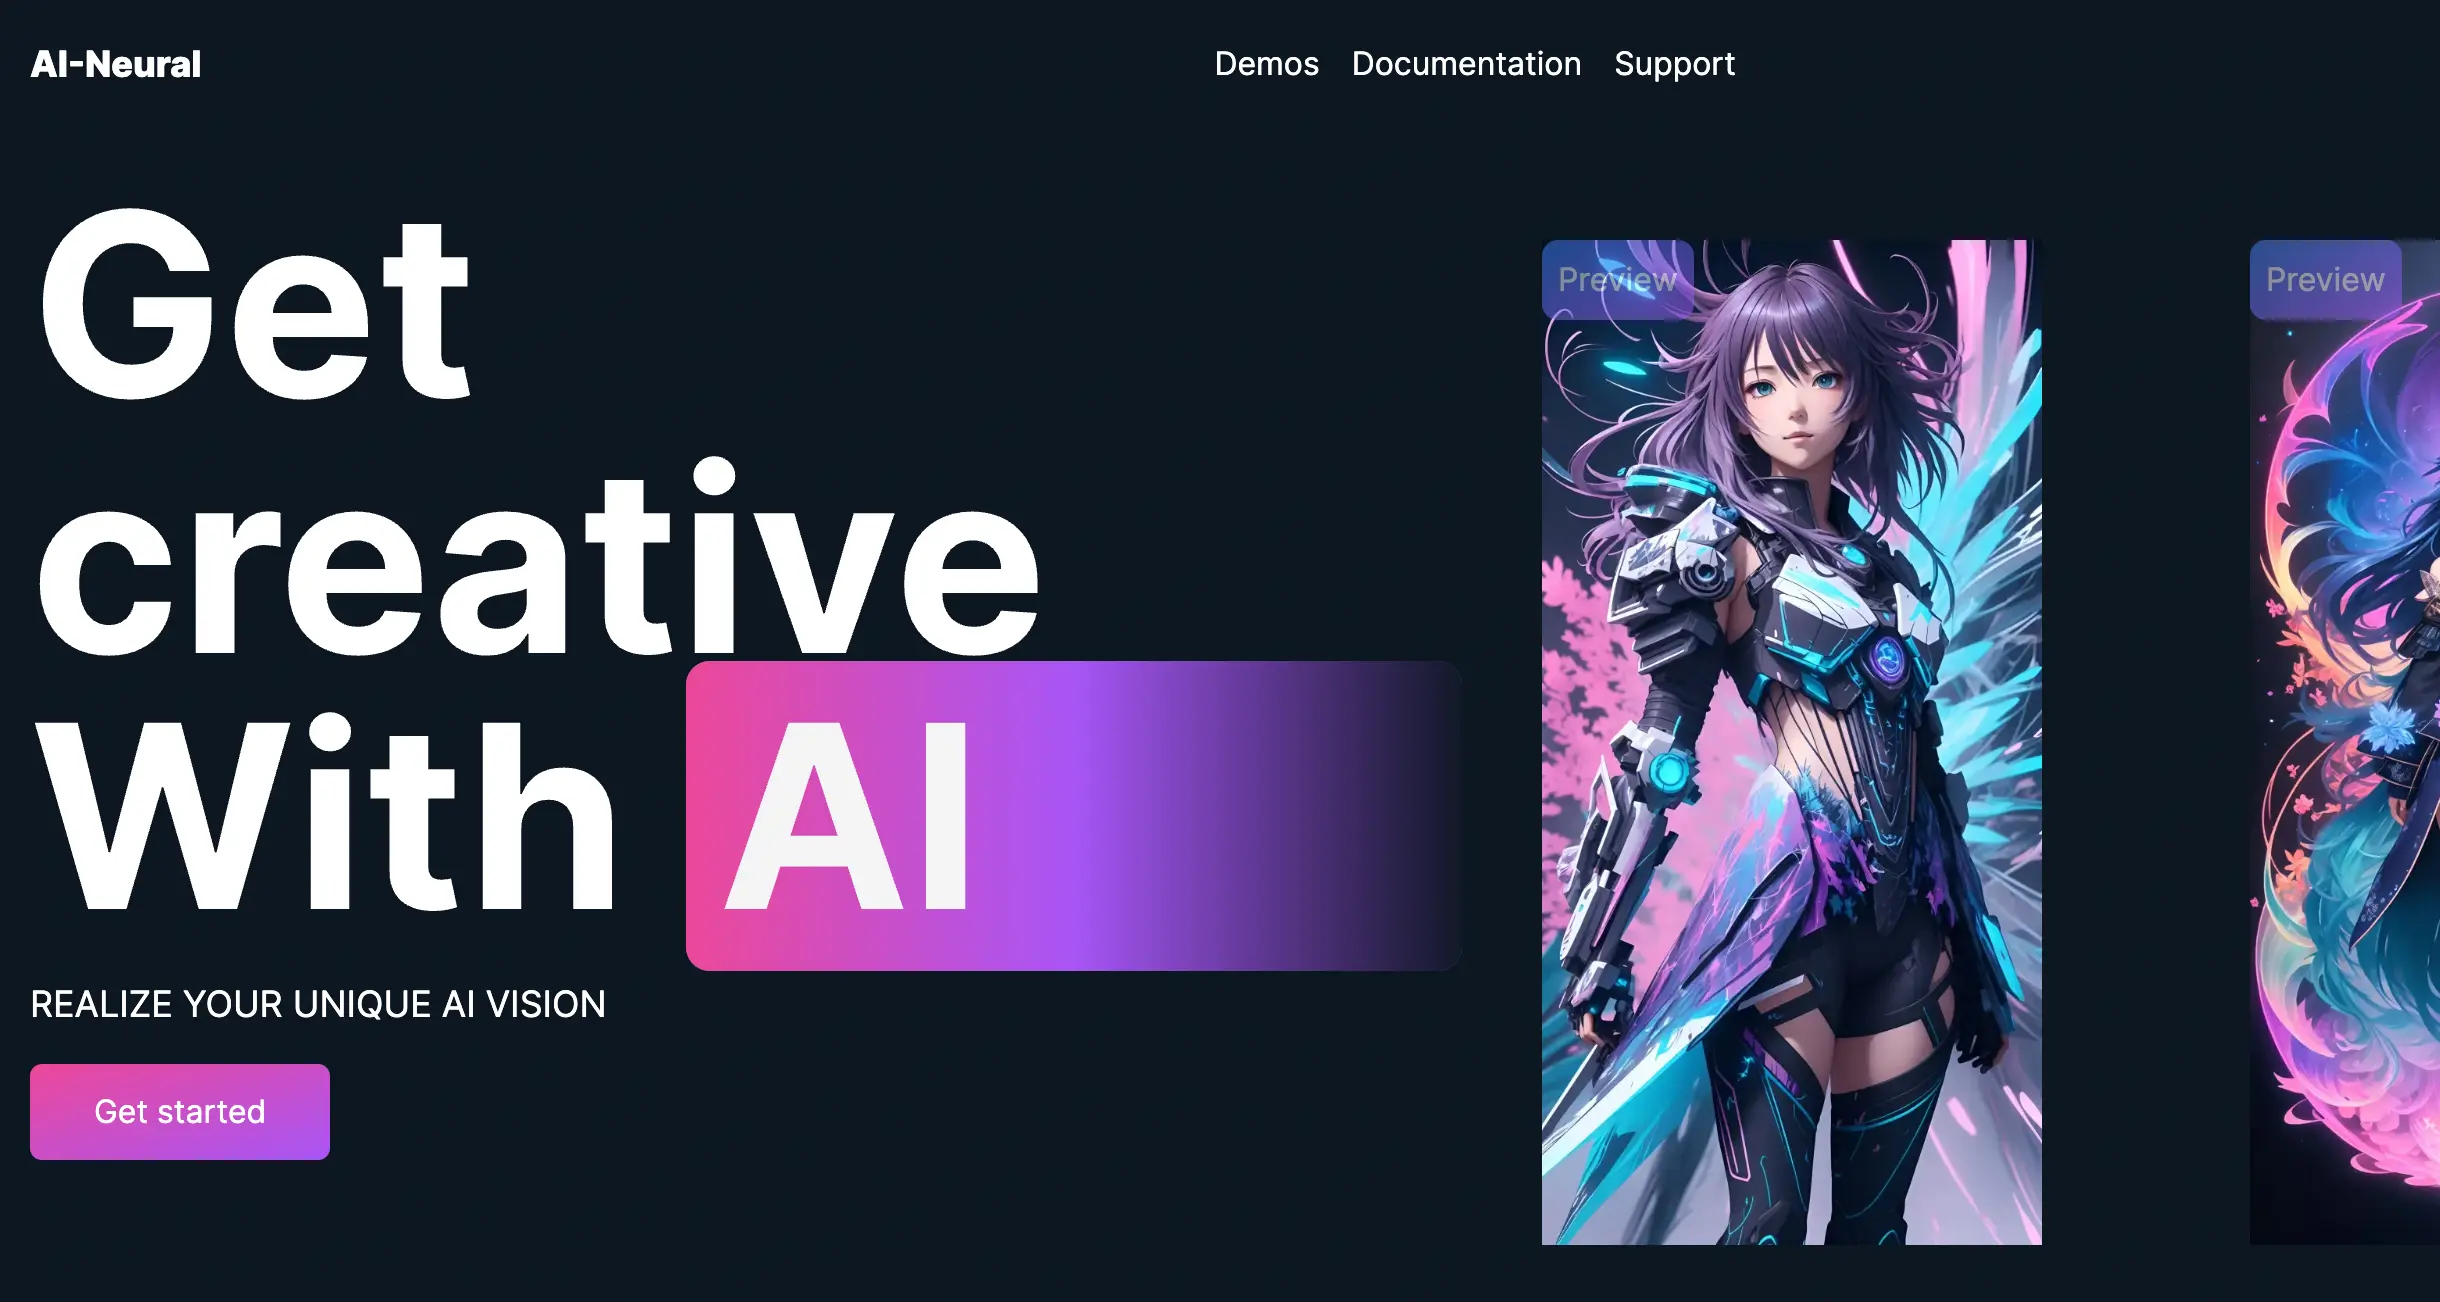 AI-Neural
Demos Documentation Support
Get
creative
With AI
REALIZE YOUR UNIQUE AI VISION
Get started
Preview
Preview